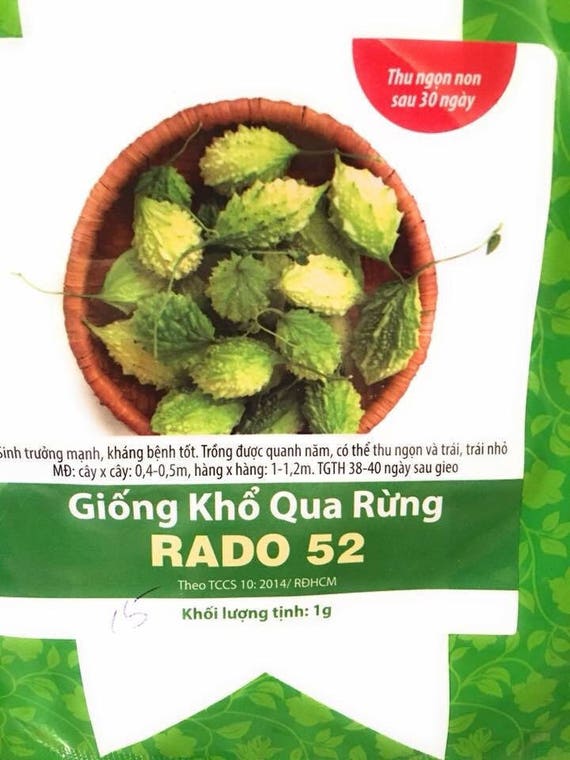 Thu ngọn non
sau 30 ngày
Sinh trưởng mạnh, kháng bệnh tốt. Trồng được quanh năm, có thể thu ngọn và trái, trái nhỏ
MĐ: cây x cây: 0,4-0,5m, hàng x hàng: 1-1,2m. TGTH 38-40 ngày sau gieo
Giống Khổ Qua Rừng
RADO 52
Theo TCCS 10: 2014/ RĐHCM
15
Khối lượng tịnh: 1g